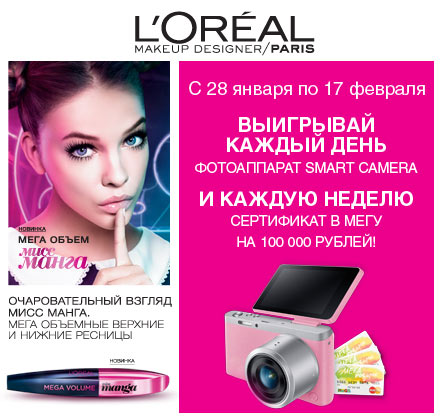 L'ORÉAL
MAKEUP DESIGNER/PARIS
НОВИНКА
МЕГА ОБЪЕМ
мисс
манга
ОЧАРОВАТЕЛЬНЫЙ ВЗГЛЯД
МИСС МАНГА.
МЕГА ОБЪЕМНЫЕ ВЕРХНИЕ
И НИЖНИЕ РЕСНИЦЫ
НОВИНКА
L'ORÉAL
MEGA VOLUME
manga
С 28 января по 17 февраля
ВЫИГРЫВАЙ
КАЖДЫЙ ДЕНЬ
ФОТОАППАРАТ SMART CAMERA
И КАЖДУЮ НЕДЕЛЮ
СЕРТИФИКАТ В МЕГУ
НА 100 000 РУБЛЕЙ!